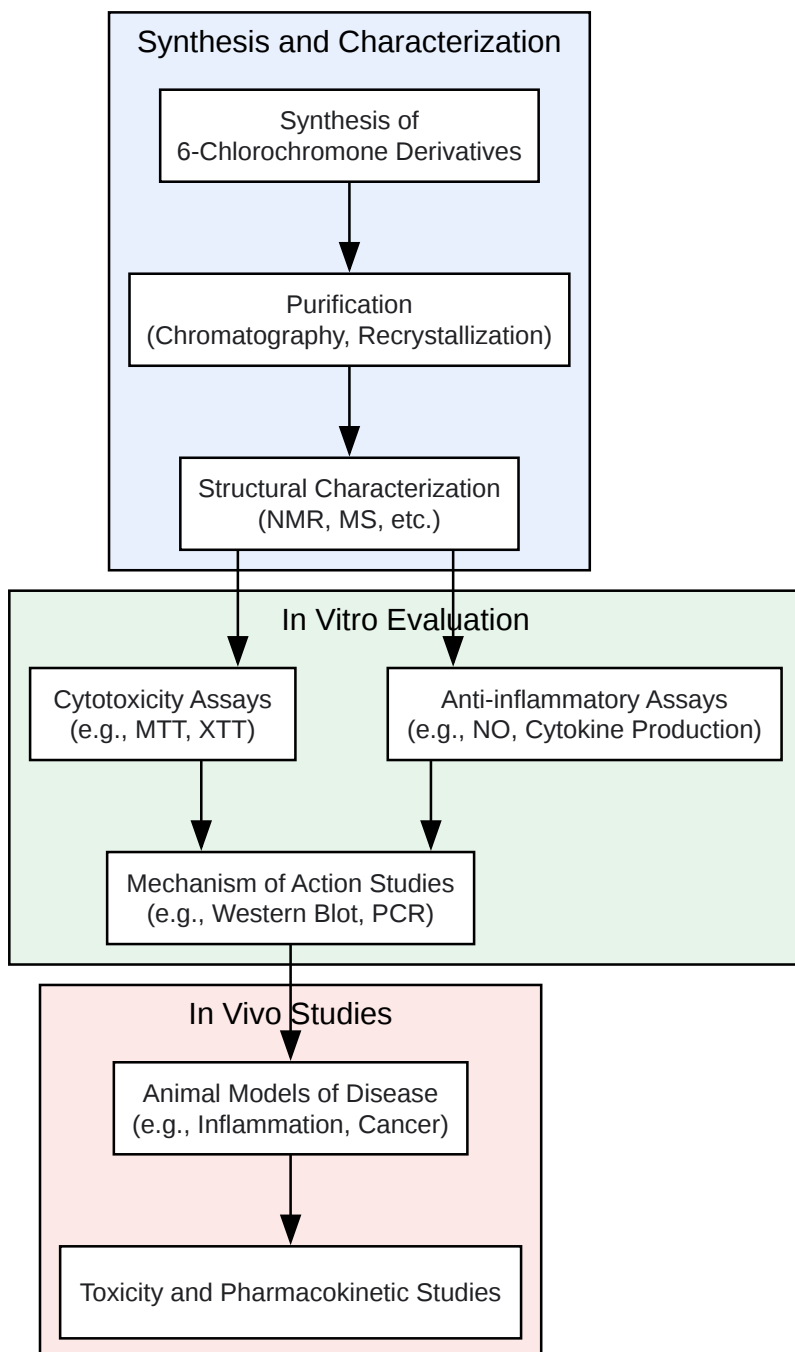 Synthesis and Characterization
Synthesis of
6-Chlorochromone Derivatives
Purification
(Chromatography, Recrystallization)
Structural Characterization
(NMR, MS, etc.)
In Vitro Evaluation
Cytotoxicity Assays
(e.g., MTT, XTT)
Anti-inflammatory Assays
(e.g., NO, Cytokine Production)
Mechanism of Action Studies
(e.g., Western Blot, PCR)
In Vivo Studies
Animal Models of Disease
(e.g., Inflammation, Cancer)
Toxicity and Pharmacokinetic Studies